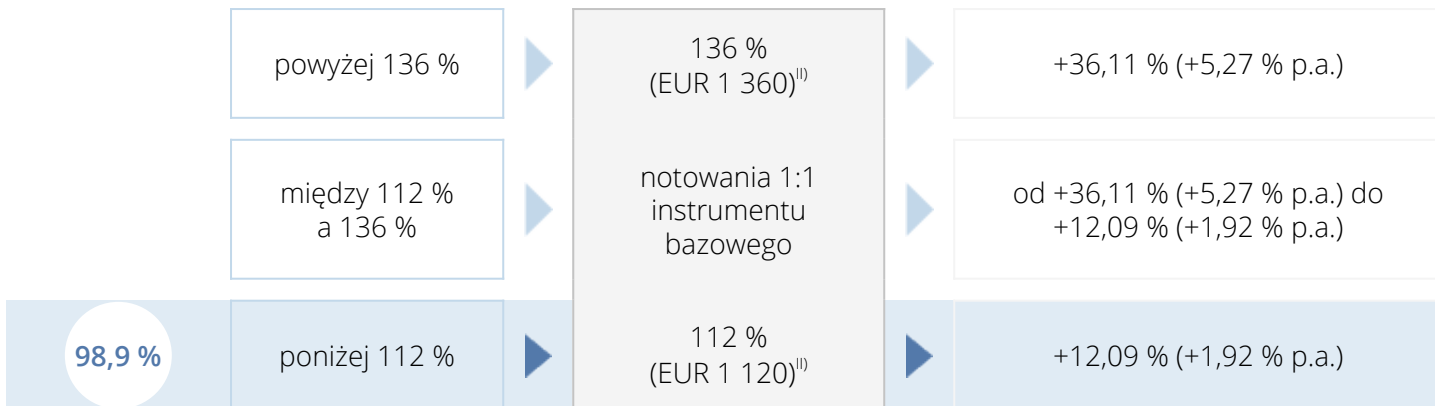 powyżej 136 %
136 %
(EUR 1 360)II)
+36,11 % (+5,27 % p.a.)
między 112 %
a 136 %
notowania 1:1
instrumentu
bazowego
od +36,11 % (+5,27 % p.a.) do
+12,09 % (+1,92 % p.a.)
98,9 %
poniżej 112 %
112 %
(EUR 1 120)II)
+12,09 % (+1,92 % p.a.)